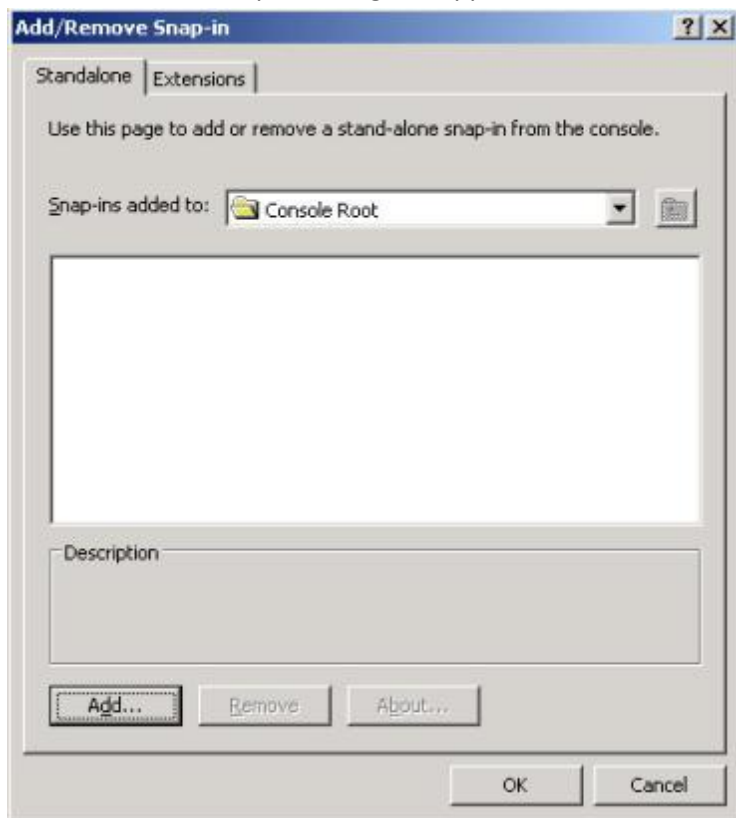 Add/Remove Snap-in
Standalone Extensions
Use this page to add or remove a stand-alone snap-in from the console.
Snap-ins added to: Console Root
Description
Add... Remove About...
OK Cancel